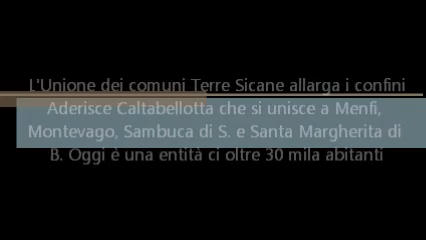 L'Unione dei comuni Terre Sicane allarga i confini
Aderisce Caltabellotta che si unisce a Menfi,
Montevago, Sambuca di S. e Santa Margherita di
B. Oggi è una entità ci oltre 30 mila abitanti